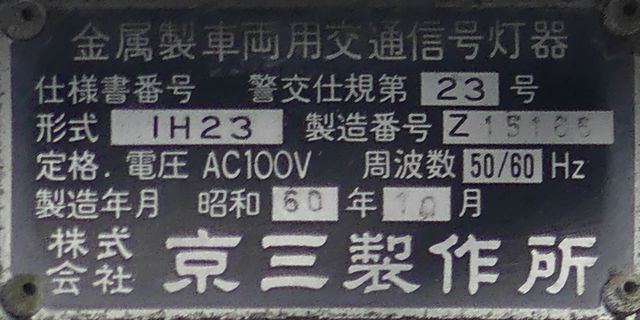 金属製車両用交通信号灯器
仕様書番号 警交仕規第 23 号
形式 1H23 製造番号 Z15166
定格. 電圧 AC100V 周波数 50/60 Hz
製造年月 昭和 60 年 10 月
株式会社 京三製作所